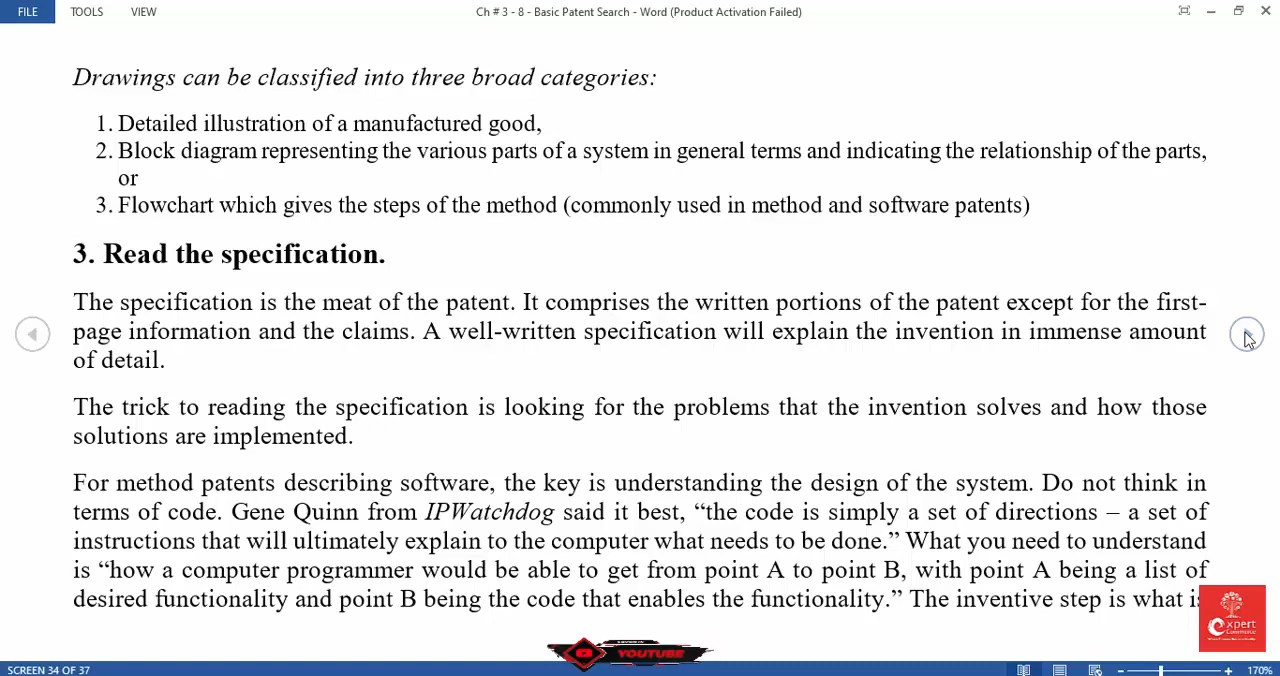 FILE TOOLS VIEW Ch # 3 - 8 - Basic Patent Search - Word (Product Activation Failed)
Drawings can be classified into three broad categories:
1. Detailed illustration of a manufactured good,
2. Block diagram representing the various parts of a system in general terms and indicating the relationship of the parts,
or
3. Flowchart which gives the steps of the method (commonly used in method and software patents)
3. Read the specification.
The specification is the meat of the patent. It comprises the written portions of the patent except for the first-
page information and the claims. A well-written specification will explain the invention in immense amount
of detail.
The trick to reading the specification is looking for the problems that the invention solves and how those
solutions are implemented.
For method patents describing software, the key is understanding the design of the system. Do not think in
terms of code. Gene Quinn from IPWatchdog said it best, “the code is simply a set of directions – a set of
instructions that will ultimately explain to the computer what needs to be done.” What you need to understand
is “how a computer programmer would be able to get from point A to point B, with point A being a list of
desired functionality and point B being the code that enables the functionality.” The inventive step is what is
expert
YOUTUBE
SCREEN 34 OF 37 170%